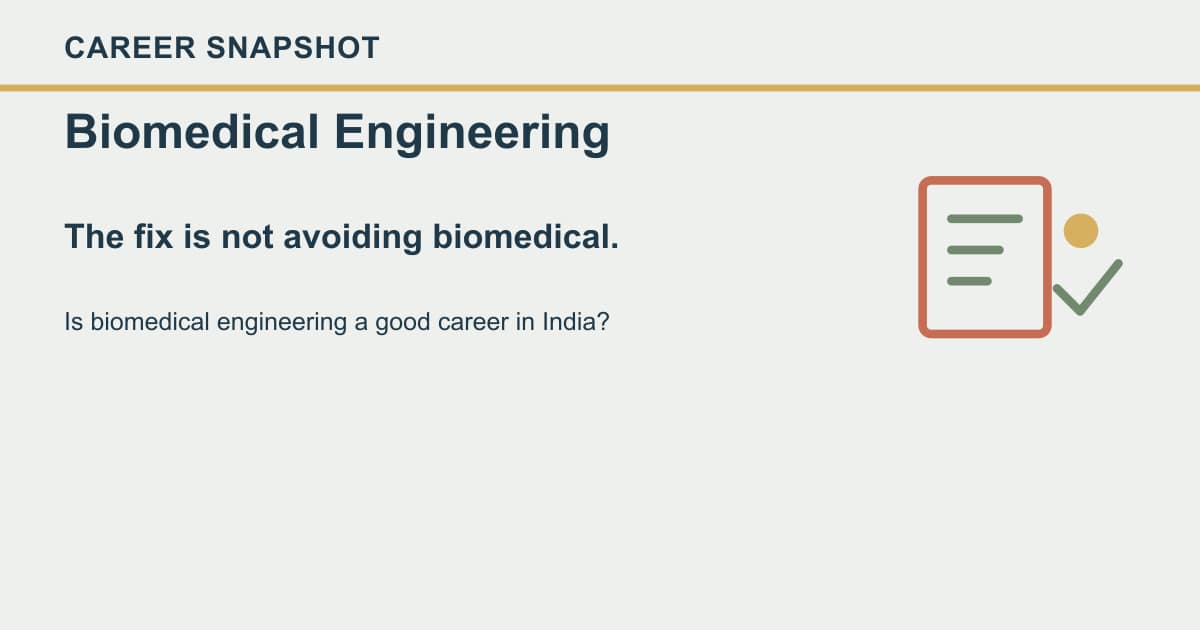 CAREER SNAPSHOT
Biomedical Engineering
The fix is not avoiding biomedical.
Is biomedical engineering a good career in India?